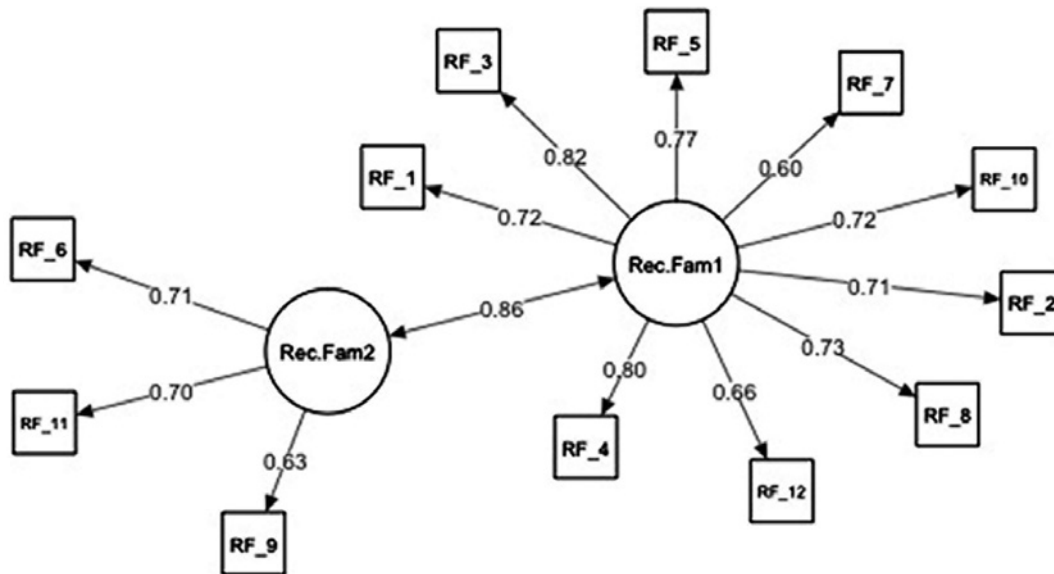 RF_5
RF_3
RF_7
0.77
0.82
0.60
RF_1
RF_10
0.72
0.72
RF_6
Rec.Fam1
0.71
0.71
RF_2
0.86
Rec.Fam2
0.73
0.80
0.70
0.66
RF_11
RF_8
RF_4
0.63
RF_12
RF_9